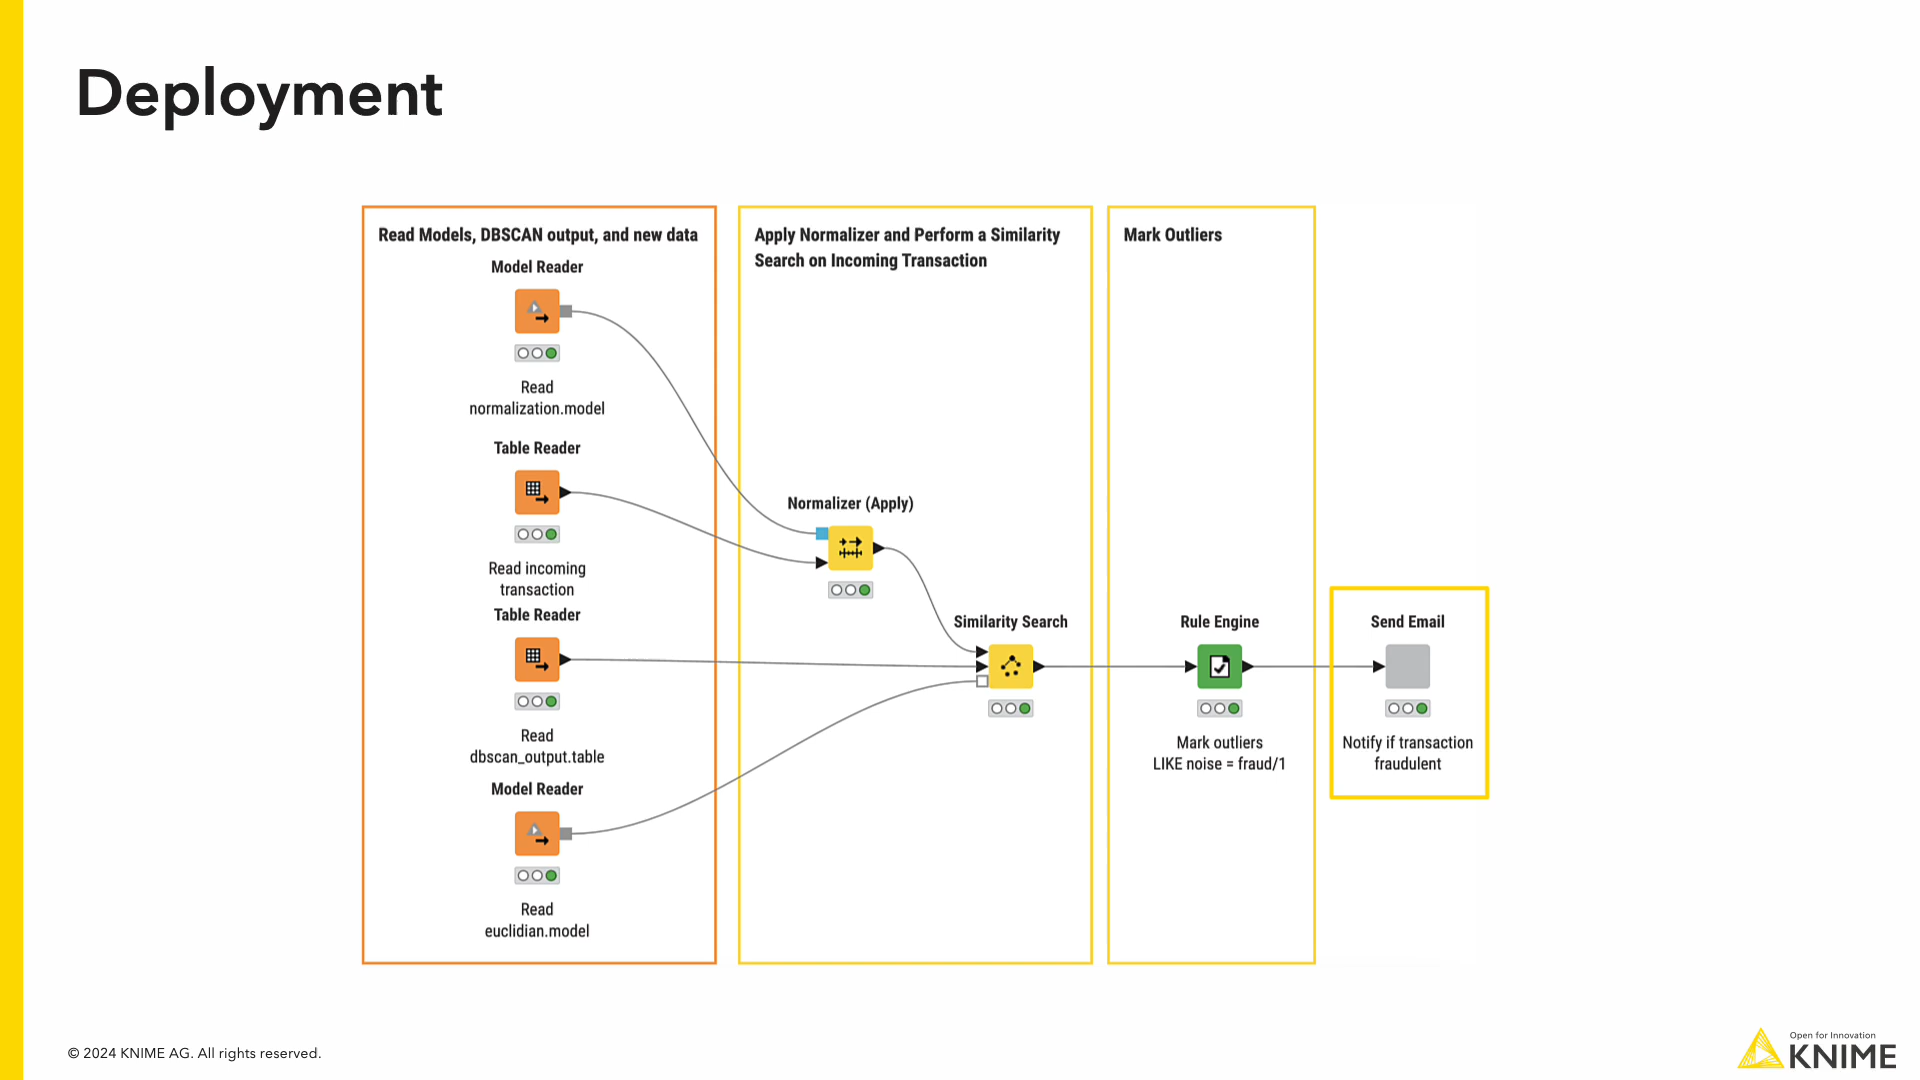 Deployment
Read Models, DBSCAN output, and new data
Model Reader
Read
normalization.model
Table Reader
Read incoming
transaction
Table Reader
Read
dbscan_output.table
Model Reader
Read
euclidian.model
Apply Normalizer and Perform a Similarity
Search on Incoming Transaction
Normalizer (Apply)
Similarity Search
Mark Outliers
Rule Engine
Mark outliers
LIKE noise = fraud/1
Send Email
Notify if transaction
fraudulent
© 2024 KNIME AG. All rights reserved.
Open for Innovation
KNIME